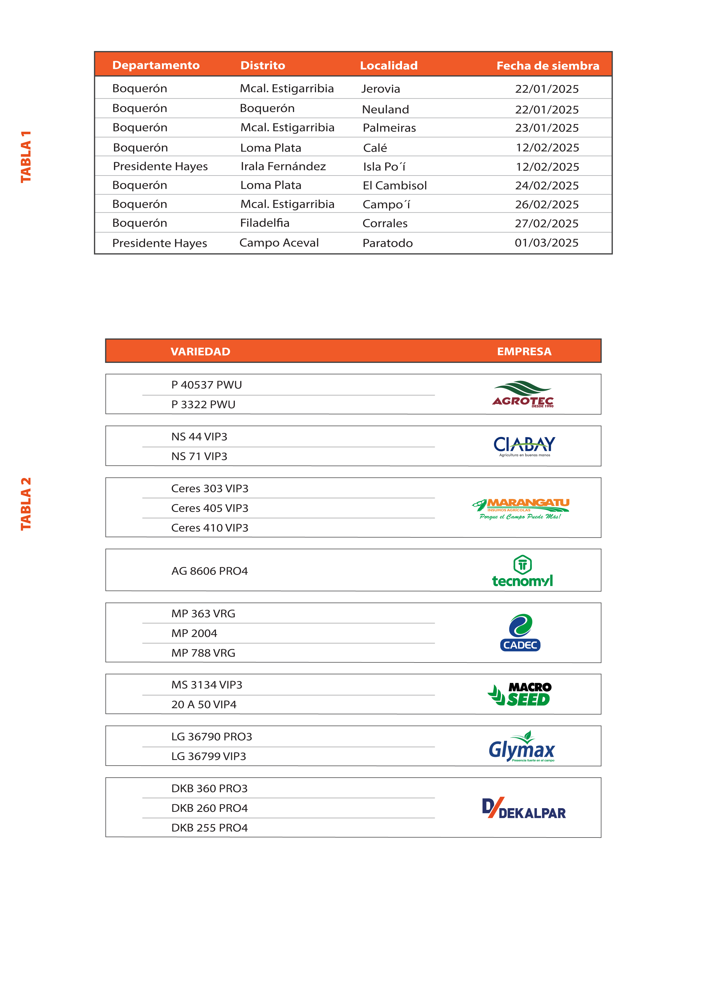 TABLA 1
Departamento Distrito Localidad Fecha de siembra
Boquerón Mcal. Estigarribia Jerovia 22/01/2025
Boquerón Boquerón Neuland 22/01/2025
Boquerón Mcal. Estigarribia Palmeiras 23/01/2025
Boquerón Loma Plata Calé 12/02/2025
Presidente Hayes Irala Fernández Isla Po´í 12/02/2025
Boquerón Loma Plata El Cambisol 24/02/2025
Boquerón Mcal. Estigarribia Campo´í 26/02/2025
Boquerón Filadelfia Corrales 27/02/2025
Presidente Hayes Campo Aceval Paratodo 01/03/2025
TABLA 2
VARIEDAD EMPRESA
P 40537 PWU
P 3322 PWU
AGROTEC
DESDE 1990
NS 44 VIP3
NS 71 VIP3
CIABAY
Agricultura en buenas manos
Ceres 303 VIP3
Ceres 405 VIP3
Ceres 410 VIP3
MARANGATU
INSUMOS AGRÍCOLAS
Porque el Campo Puede Más!
AG 8606 PRO4
tecnomyl
MP 363 VRG
MP 2004
MP 788 VRG
CADEC
MS 3134 VIP3
20 A 50 VIP4
MACRO
SEED
LG 36790 PRO3
LG 36799 VIP3
Glymax
Presencia fuerte en el campo
DKB 360 PRO3
DKB 260 PRO4
DKB 255 PRO4
D/
DEKALPAR